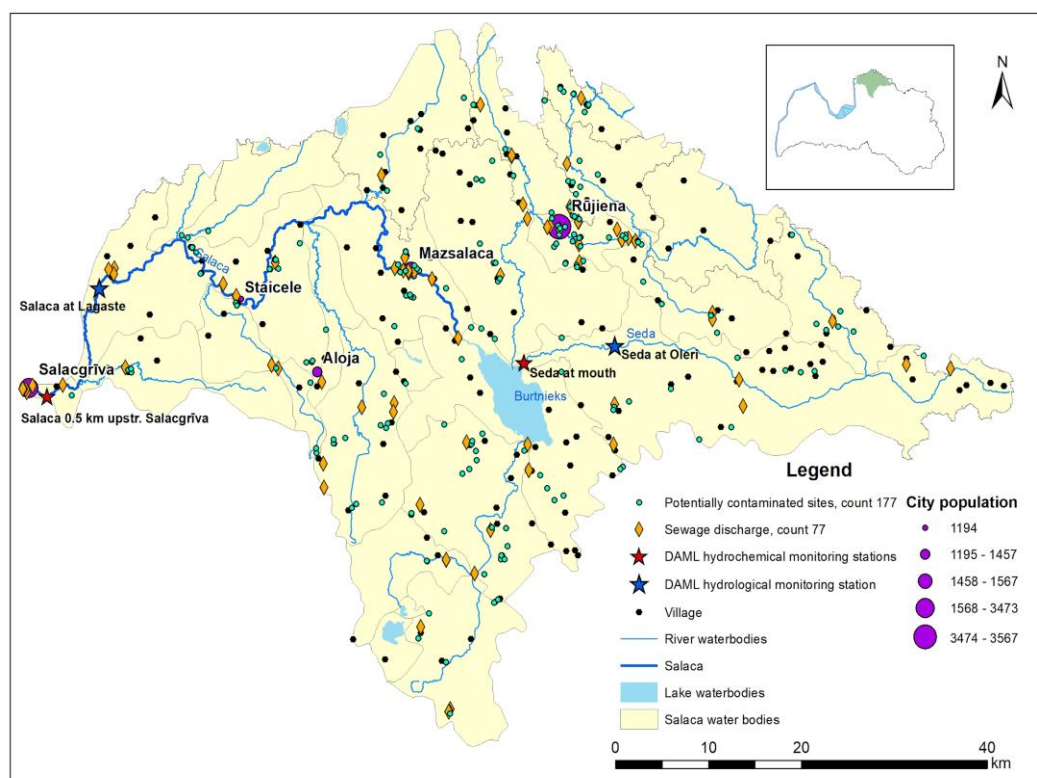 N
Rūjiena
Mazsalaca
Salaca
Staicele
Salaca at Lagaste
Seda
Seda at Oleri
Aloja
Seda at mouth
Salacgrīva
Burtnieks
Salaca 0.5 km upstr. Salacgrīva
Legend
Potentially contaminated sites, count 177
Sewage discharge, count 77
DAML hydrochemical monitoring stations
DAML hydrological monitoring station
Village
River waterbodies
Salaca
Lake waterbodies
Salaca water bodies
City population
1194
1195 - 1457
1458 - 1567
1568 - 3473
3474 - 3567
0 10 20 40
km